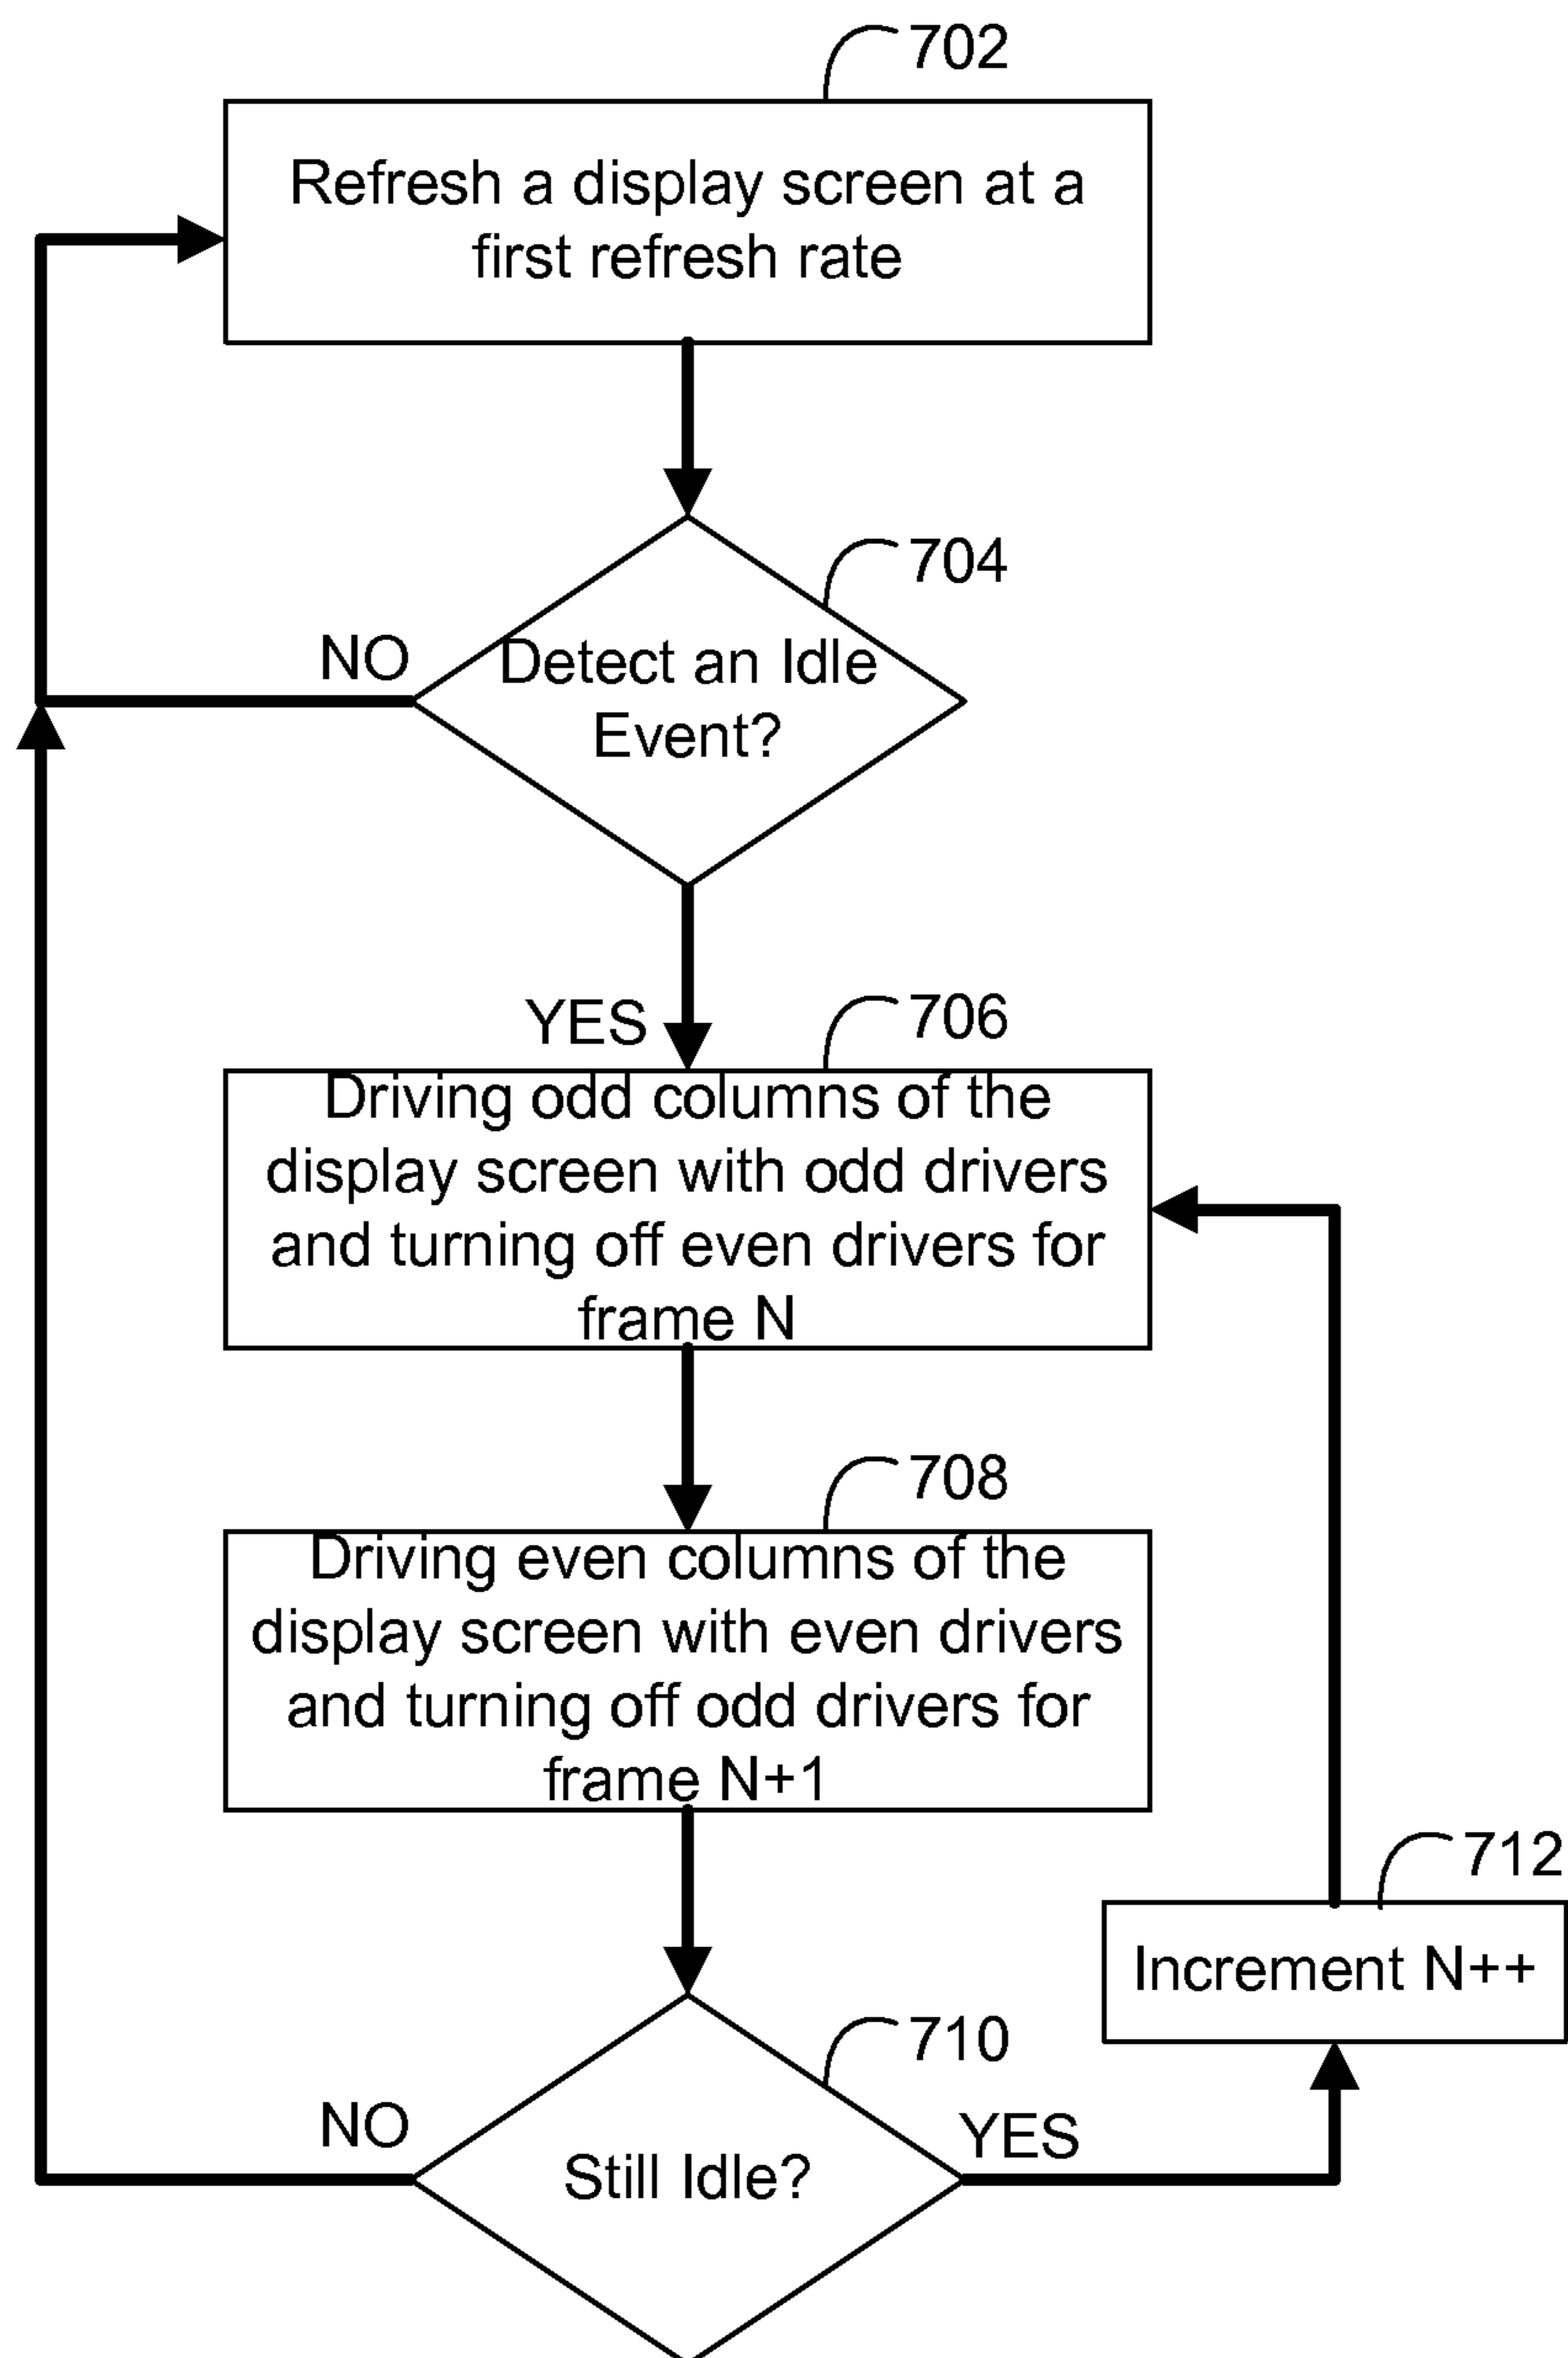 702
Refresh a display screen at a
first refresh rate
704
NO
Detect an Idle
Event?
YES
706
Driving odd columns of the
display screen with odd drivers
and turning off even drivers for
frame N
708
Driving even columns of the
display screen with even drivers
and turning off odd drivers for
frame N+1
712
Increment N++
710
NO
YES
Still Idle?